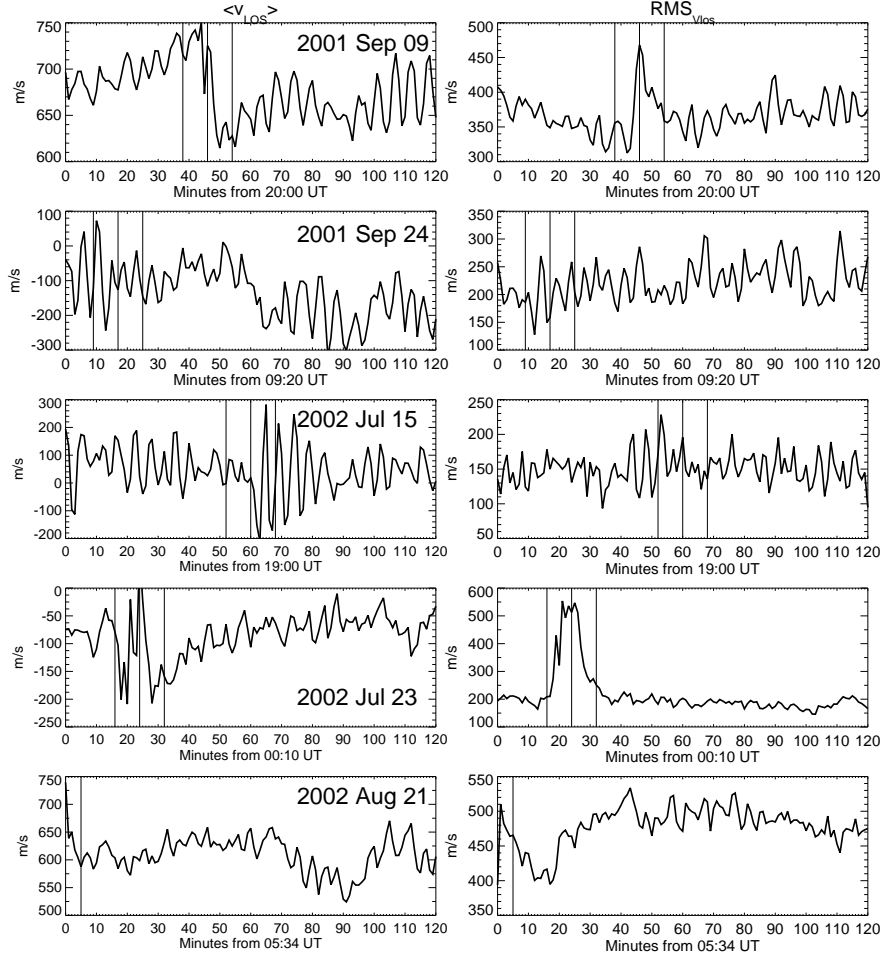 <v_LOS> RMS_Vlos
750 700 650 600 m/s 2001 Sep 09 500 450 400 350 300 m/s
0 10 20 30 40 50 60 70 80 90 100 110 120 0 10 20 30 40 50 60 70 80 90 100 110 120
Minutes from 20:00 UT Minutes from 20:00 UT
100 0 -100 -200 -300 m/s 2001 Sep 24 350 300 250 200 150 100 m/s
0 10 20 30 40 50 60 70 80 90 100 110 120 0 10 20 30 40 50 60 70 80 90 100 110 120
Minutes from 09:20 UT Minutes from 09:20 UT
300 200 100 0 -100 -200 m/s 2002 Jul 15 250 200 150 100 50 m/s
0 10 20 30 40 50 60 70 80 90 100 110 120 0 10 20 30 40 50 60 70 80 90 100 110 120
Minutes from 19:00 UT Minutes from 19:00 UT
0 -50 -100 -150 -200 -250 m/s 2002 Jul 23 600 500 400 300 200 100 m/s
0 10 20 30 40 50 60 70 80 90 100 110 120 0 10 20 30 40 50 60 70 80 90 100 110 120
Minutes from 00:10 UT Minutes from 00:10 UT
750 700 650 600 550 500 m/s 2002 Aug 21 550 500 450 400 350 m/s
0 10 20 30 40 50 60 70 80 90 100 110 120 0 10 20 30 40 50 60 70 80 90 100 110 120
Minutes from 05:34 UT Minutes from 05:34 UT